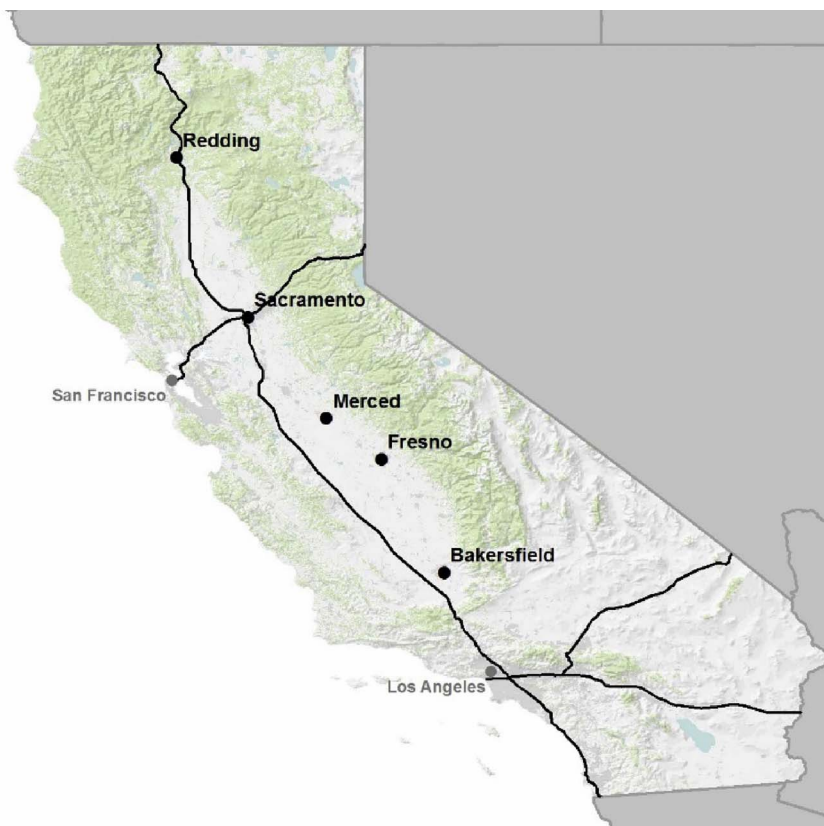 Redding
Sacramento
San Francisco
Merced
Fresno
Bakersfield
Los Angeles